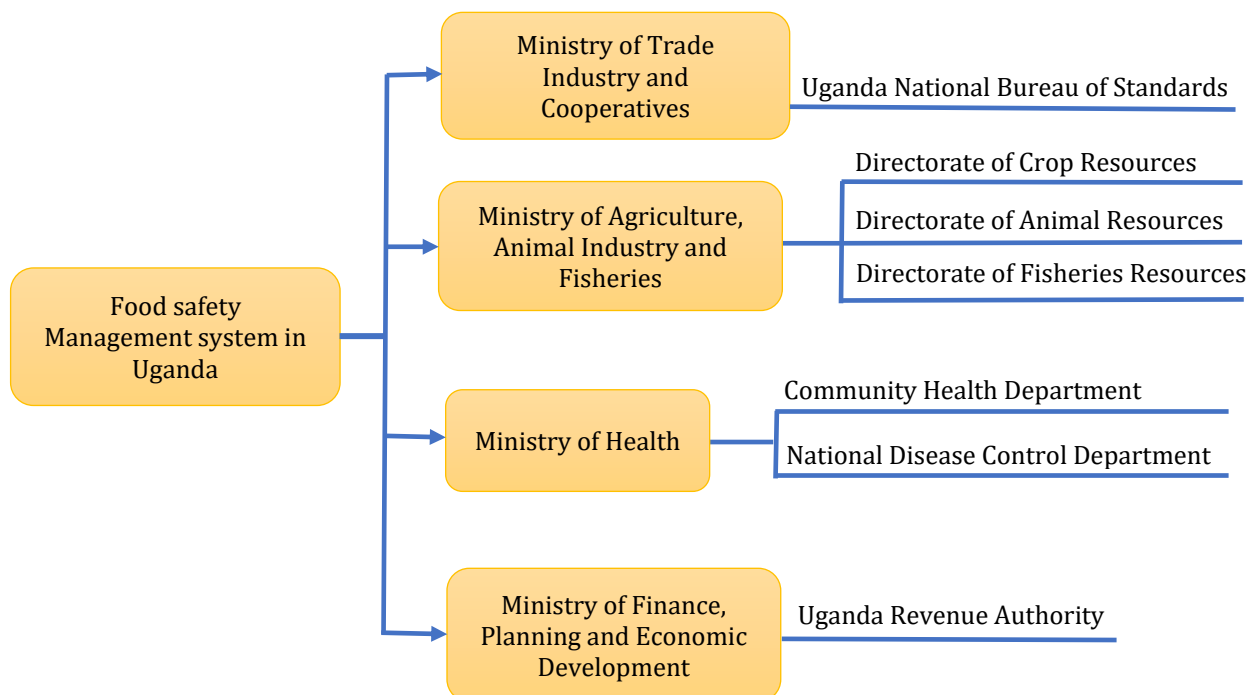 Food safety
Management system in
Uganda
Ministry of Trade
Industry and
Cooperatives
Uganda National Bureau of Standards
Ministry of Agriculture,
Animal Industry and
Fisheries
Directorate of Crop Resources
Directorate of Animal Resources
Directorate of Fisheries Resources
Ministry of Health
Community Health Department
National Disease Control Department
Ministry of Finance,
Planning and Economic
Development
Uganda Revenue Authority